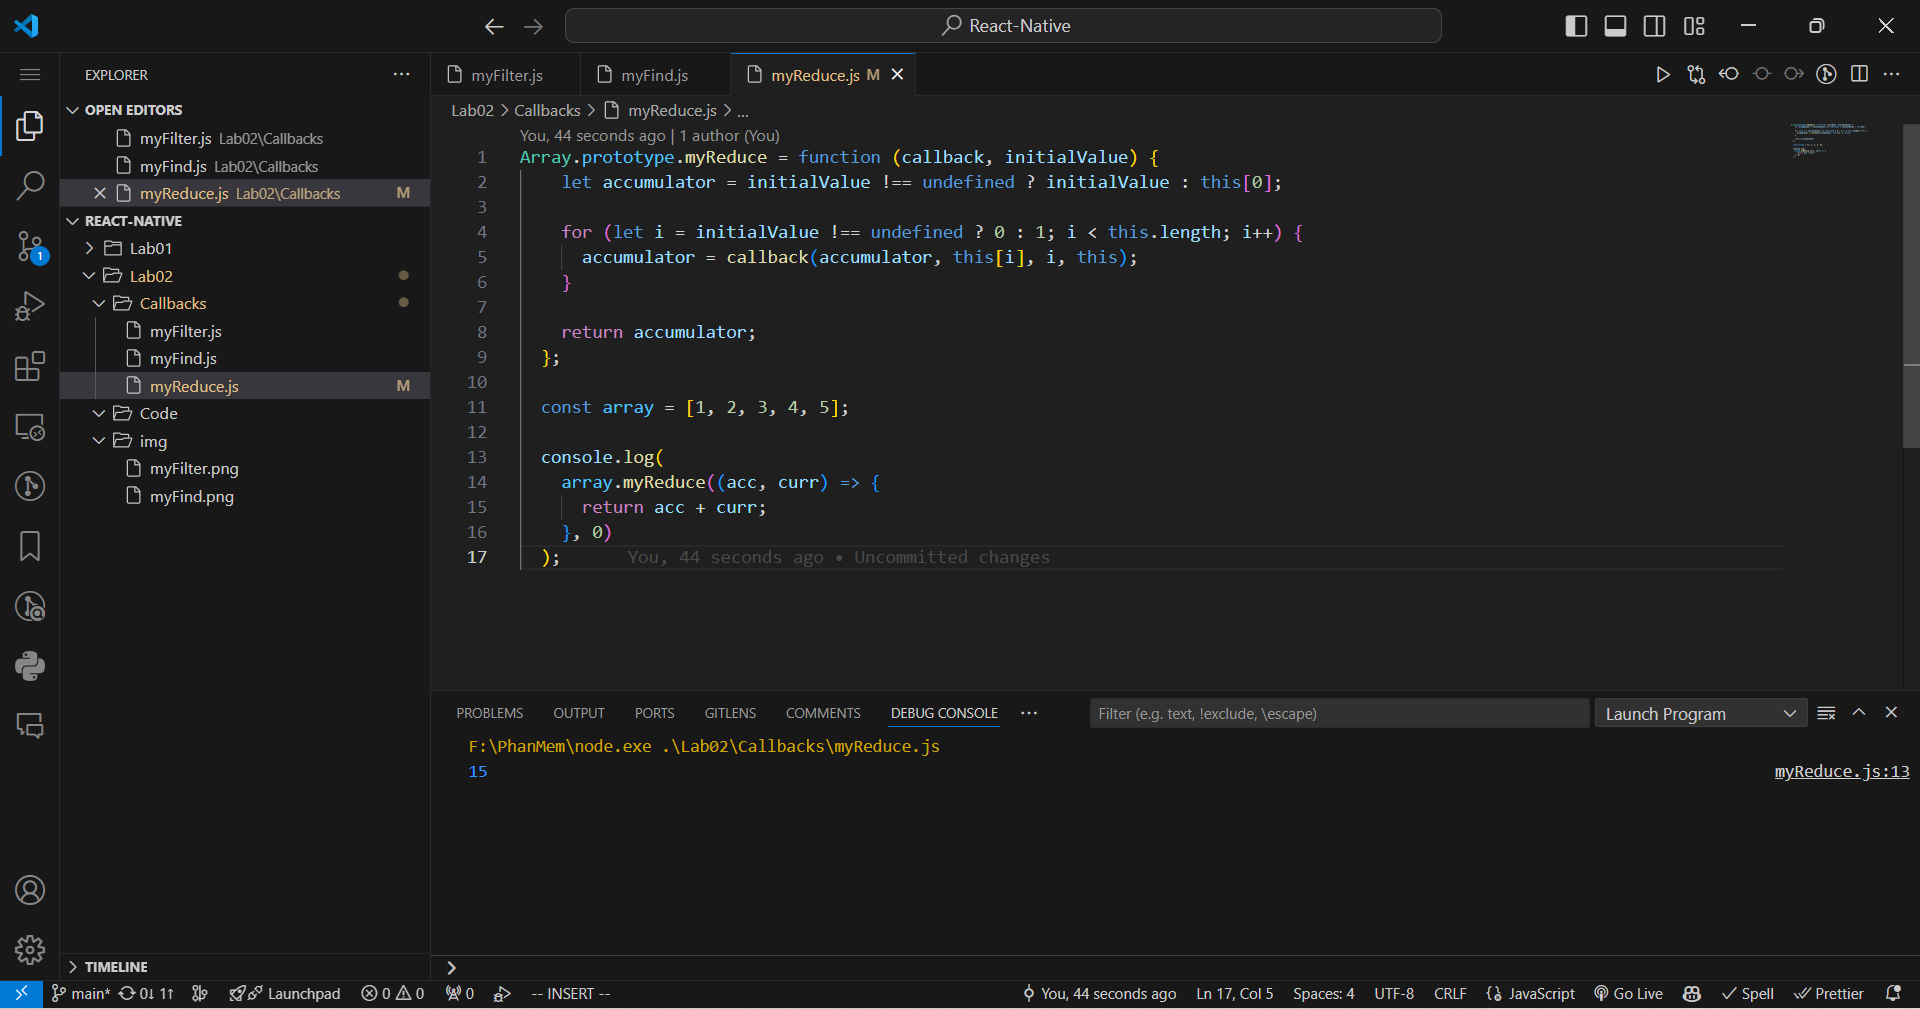 React-Native
EXPLORER
OPEN EDITORS
myFilter.js Lab02\Callbacks
myFind.js Lab02\Callbacks
myReduce.js Lab02\Callbacks M
REACT-NATIVE
Lab01
Lab02
Callbacks
myFilter.js
myFind.js
myReduce.js M
Code
img
myFilter.png
myFind.png
TIMELINE
1
myFilter.js myFind.js myReduce.js M
Lab02 > Callbacks > myReduce.js > ...
You, 44 seconds ago | 1 author (You)
1 Array.prototype.myReduce = function (callback, initialValue) {
2 let accumulator = initialValue !== undefined ? initialValue : this[0];
3
4 for (let i = initialValue !== undefined ? 0 : 1; i < this.length; i++) {
5 accumulator = callback(accumulator, this[i], i, this);
6 }
7
8 return accumulator;
9 };
10
11 const array = [1, 2, 3, 4, 5];
12
13 console.log(
14 array.myReduce((acc, curr) => {
15 return acc + curr;
16 }, 0)
17 ); You, 44 seconds ago • Uncommitted changes
PROBLEMS OUTPUT PORTS GITLENS COMMENTS DEBUG CONSOLE ... Filter (e.g. text, !exclude, \escape) Launch Program
F:\PhanMem\node.exe .\Lab02\Callbacks\myReduce.js
15 myReduce.js:13
>
main* 0↓ 1↑ Launchpad 0 0 0 -- INSERT -- You, 44 seconds ago Ln 17, Col 5 Spaces: 4 UTF-8 CRLF {} JavaScript Go Live Spell Prettier